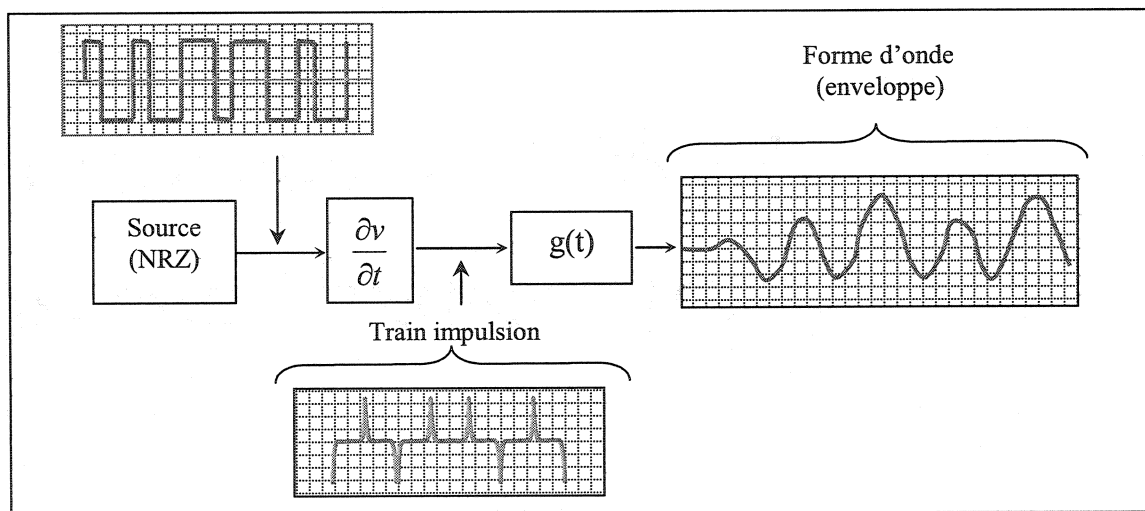 Forme d'onde
(enveloppe)
Source
(NRZ)
∂v
∂t
g(t)
Train impulsion